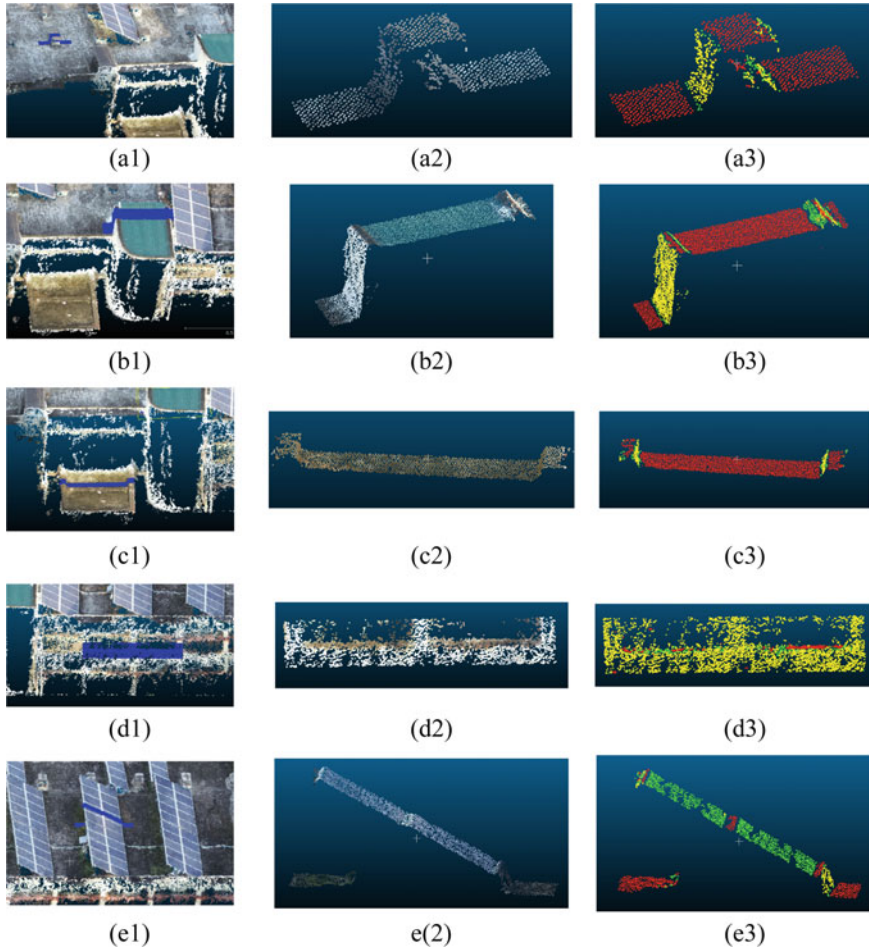 (a1) (a2) (a3)
(b1) (b2) (b3)
(c1) (c2) (c3)
(d1) (d2) (d3)
(e1) e(2) (e3)